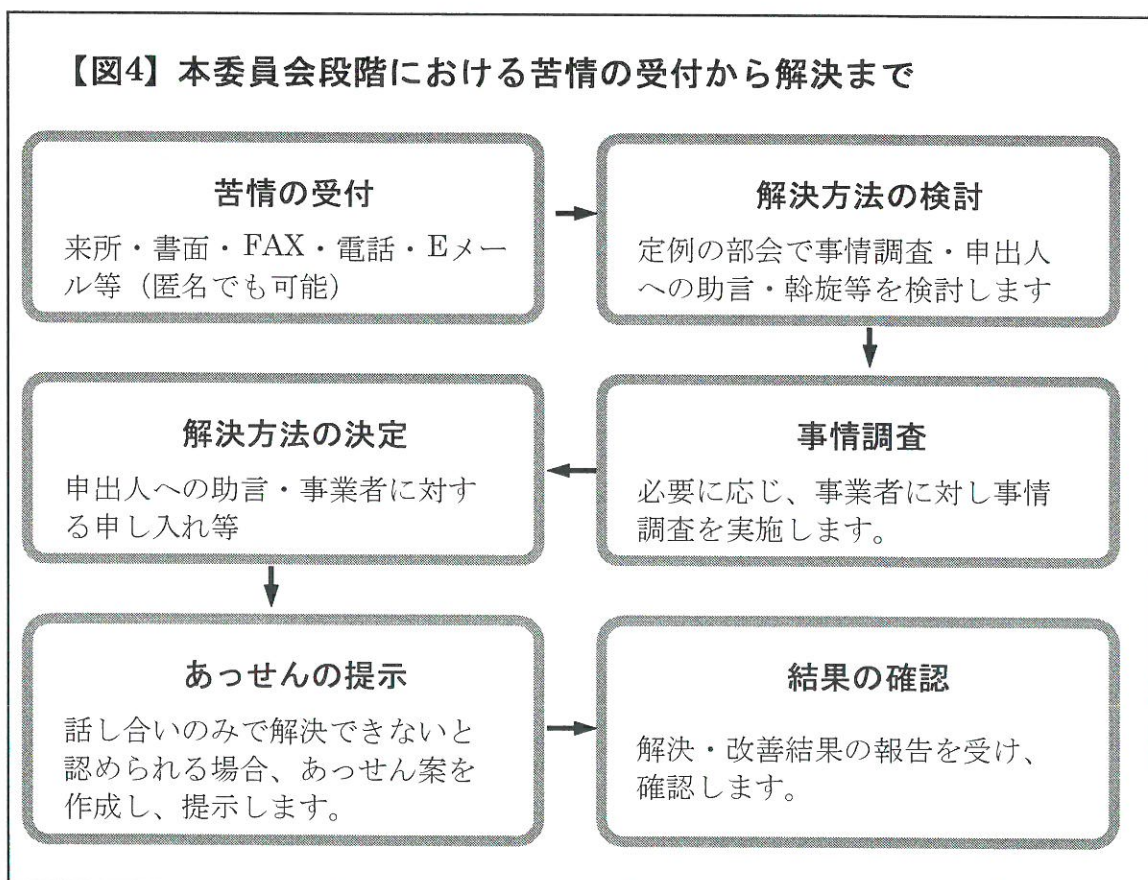 【図4】本委員会段階における苦情の受付から解決まで
苦情の受付
来所・書面・FAX・電話・Eメー
ル等（匿名でも可能）
解決方法の検討
定例の部会で事情調査・申出人
への助言・斡旋等を検討します
事情調査
必要に応じ、事業者に対し事情
調査を実施します。
解決方法の決定
申出人への助言・事業者に対す
る申し入れ等
あっせんの提示
話し合いのみで解決できないと
認められる場合、あっせん案を
作成し、提示します。
結果の確認
解決・改善結果の報告を受け、
確認します。